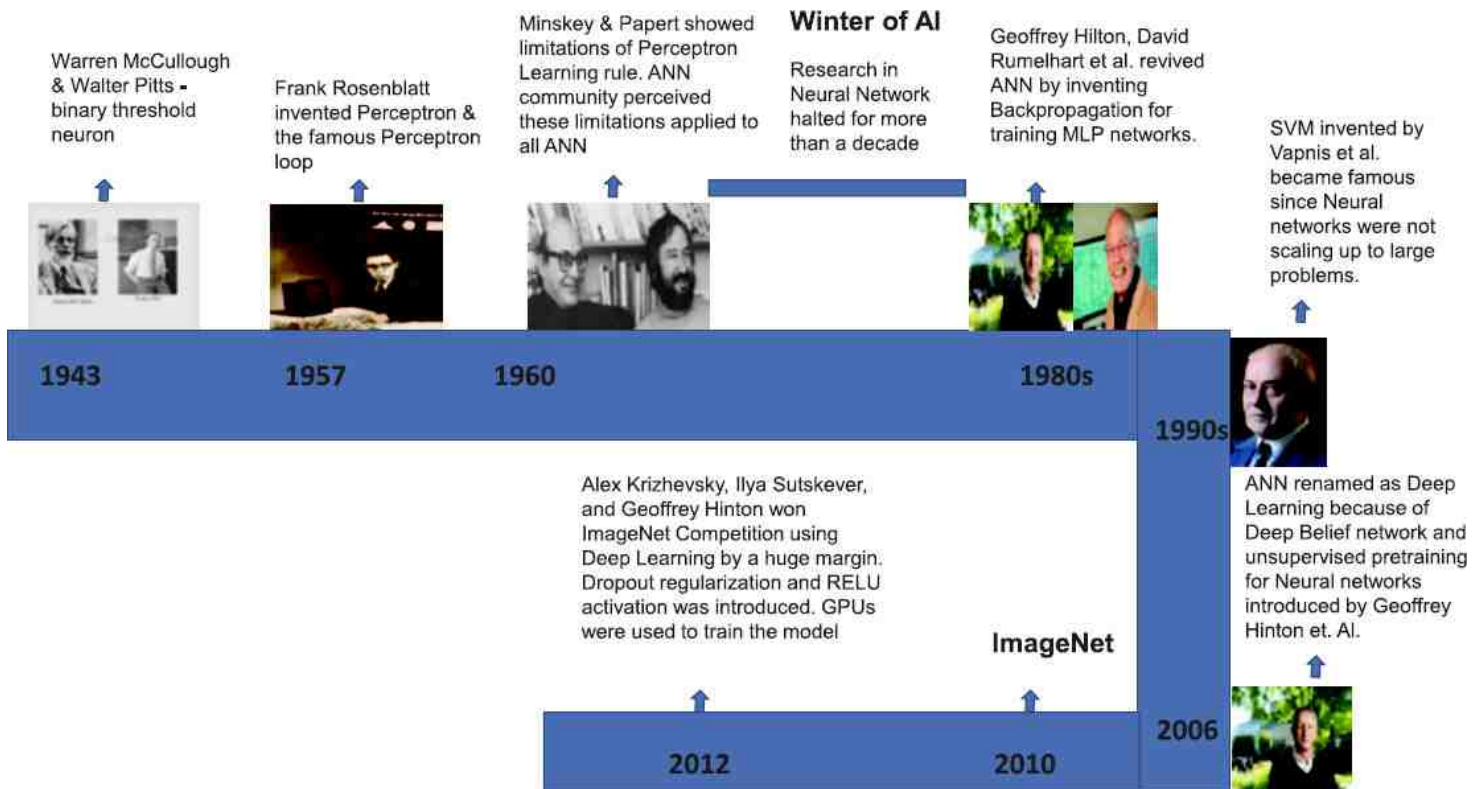 Warren McCullough
& Walter Pitts -
binary threshold
neuron
Frank Rosenblatt
invented Perceptron &
the famous Perceptron
loop
Minskey & Papert showed
limitations of Perceptron
Learning rule. ANN
community perceived
these limitations applied to
all ANN
Winter of AI
Research in
Neural Network
halted for more
than a decade
Geoffrey Hilton, David
Rumelhart et al. revived
ANN by inventing
Backpropagation for
training MLP networks.
SVM invented by
Vapnis et al.
became famous
since Neural
networks were not
scaling up to large
problems.
1943
1957
1960
1980s
1990s
ANN renamed as Deep
Learning because of
Deep Belief network and
unsupervised pretraining
for Neural networks
introduced by Geoffrey
Hinton et. Al.
2006
ImageNet
2010
Alex Krizhevsky, Ilya Sutskever,
and Geoffrey Hinton won
ImageNet Competition using
Deep Learning by a huge margin.
Dropout regularization and RELU
activation was introduced. GPUs
were used to train the model
2012